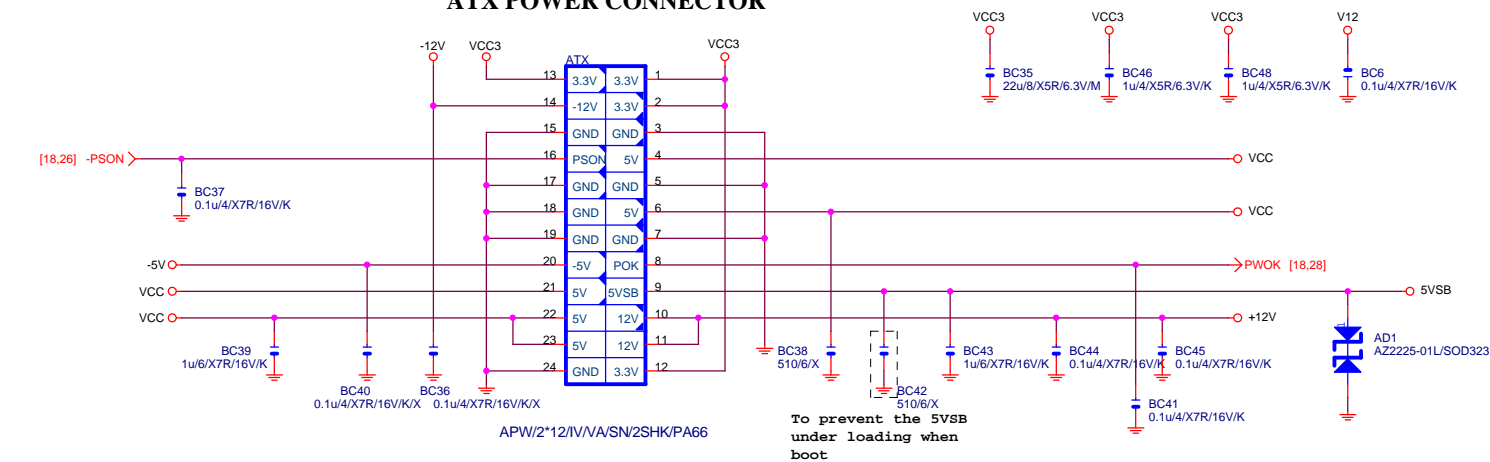 ATX POWER CONNECTOR
VCC3 VCC3 VCC3 V12
BC35 BC46 BC48 BC6
22u/8/X5R/6.3V/M 1u/4/X5R/6.3V/K 1u/4/X5R/6.3V/K 0.1u/4/X7R/16V/K
-12V VCC3 VCC3
ATX
13 3.3V 3.3V 1
14 -12V 3.3V 2
15 GND GND 3
[18,26] -PSON 16 PSON 5V 4 VCC
17 GND GND 5
BC37
0.1u/4/X7R/16V/K
18 GND 5V 6 VCC
19 GND GND 7
-5V 20 -5V POK 8 PWOK [18,28]
VCC 21 5V 5VSB 9 5VSB
VCC 22 5V 12V 10 +12V
23 5V 12V 11
24 GND 3.3V 12
BC39
1u/6/X7R/16V/K
BC40
0.1u/4/X7R/16V/K/X
BC36
0.1u/4/X7R/16V/K/X
BC38
510/6/X
BC42
510/6/X
BC43
1u/6/X7R/16V/K
BC44
0.1u/4/X7R/16V/K
BC45
0.1u/4/X7R/16V/K
1
AD1
AZ2225-01L/SOD323
BC41
0.1u/4/X7R/16V/K
APW/2*12/IV/VA/SN/2SHK/PA66
To prevent the 5VSB
under loading when
boot